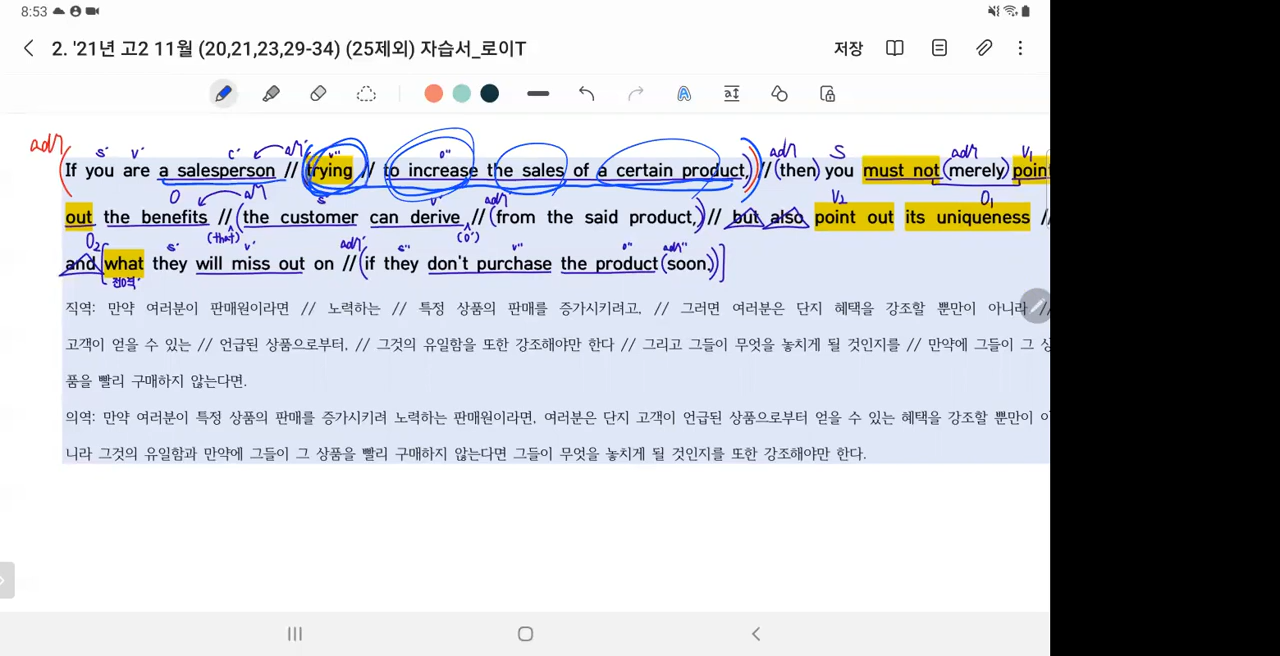 8:53
2. '21년 고2 11월 (20,21,23,29-34) (25제외) 자습서_로이T
저장
adv s' v' c' adj' v'' o'' adv S adv V1
If you are a salesperson // trying // to increase the sales of a certain product, // (then) you must not (merely) point
O adj s' v' adv' V2 O1
out the benefits // (the customer can derive // (from the said product,) // but also point out its uniqueness //
(that) (o')
O2 s' v' adv' s'' v'' o'' adv''
and [what they will miss out on // (if they don't purchase the product (soon.))]
직역: 만약 여러분이 판매원이라면 // 노력하는 // 특정 상품의 판매를 증가시키려고, // 그러면 여러분은 단지 혜택을 강조할 뿐만이 아니라 //
고객이 얻을 수 있는 // 언급된 상품으로부터, // 그것의 유일함을 또한 강조해야만 한다 // 그리고 그들이 무엇을 놓치게 될 것인지를 // 만약에 그들이 그 상
품을 빨리 구매하지 않는다면.
의역: 만약 여러분이 특정 상품의 판매를 증가시키려 노력하는 판매원이라면, 여러분은 단지 고객이 언급된 상품으로부터 얻을 수 있는 혜택을 강조할 뿐만이 아
니라 그것의 유일함과 만약에 그들이 그 상품을 빨리 구매하지 않는다면 그들이 무엇을 놓치게 될 것인지를 또한 강조해야만 한다.